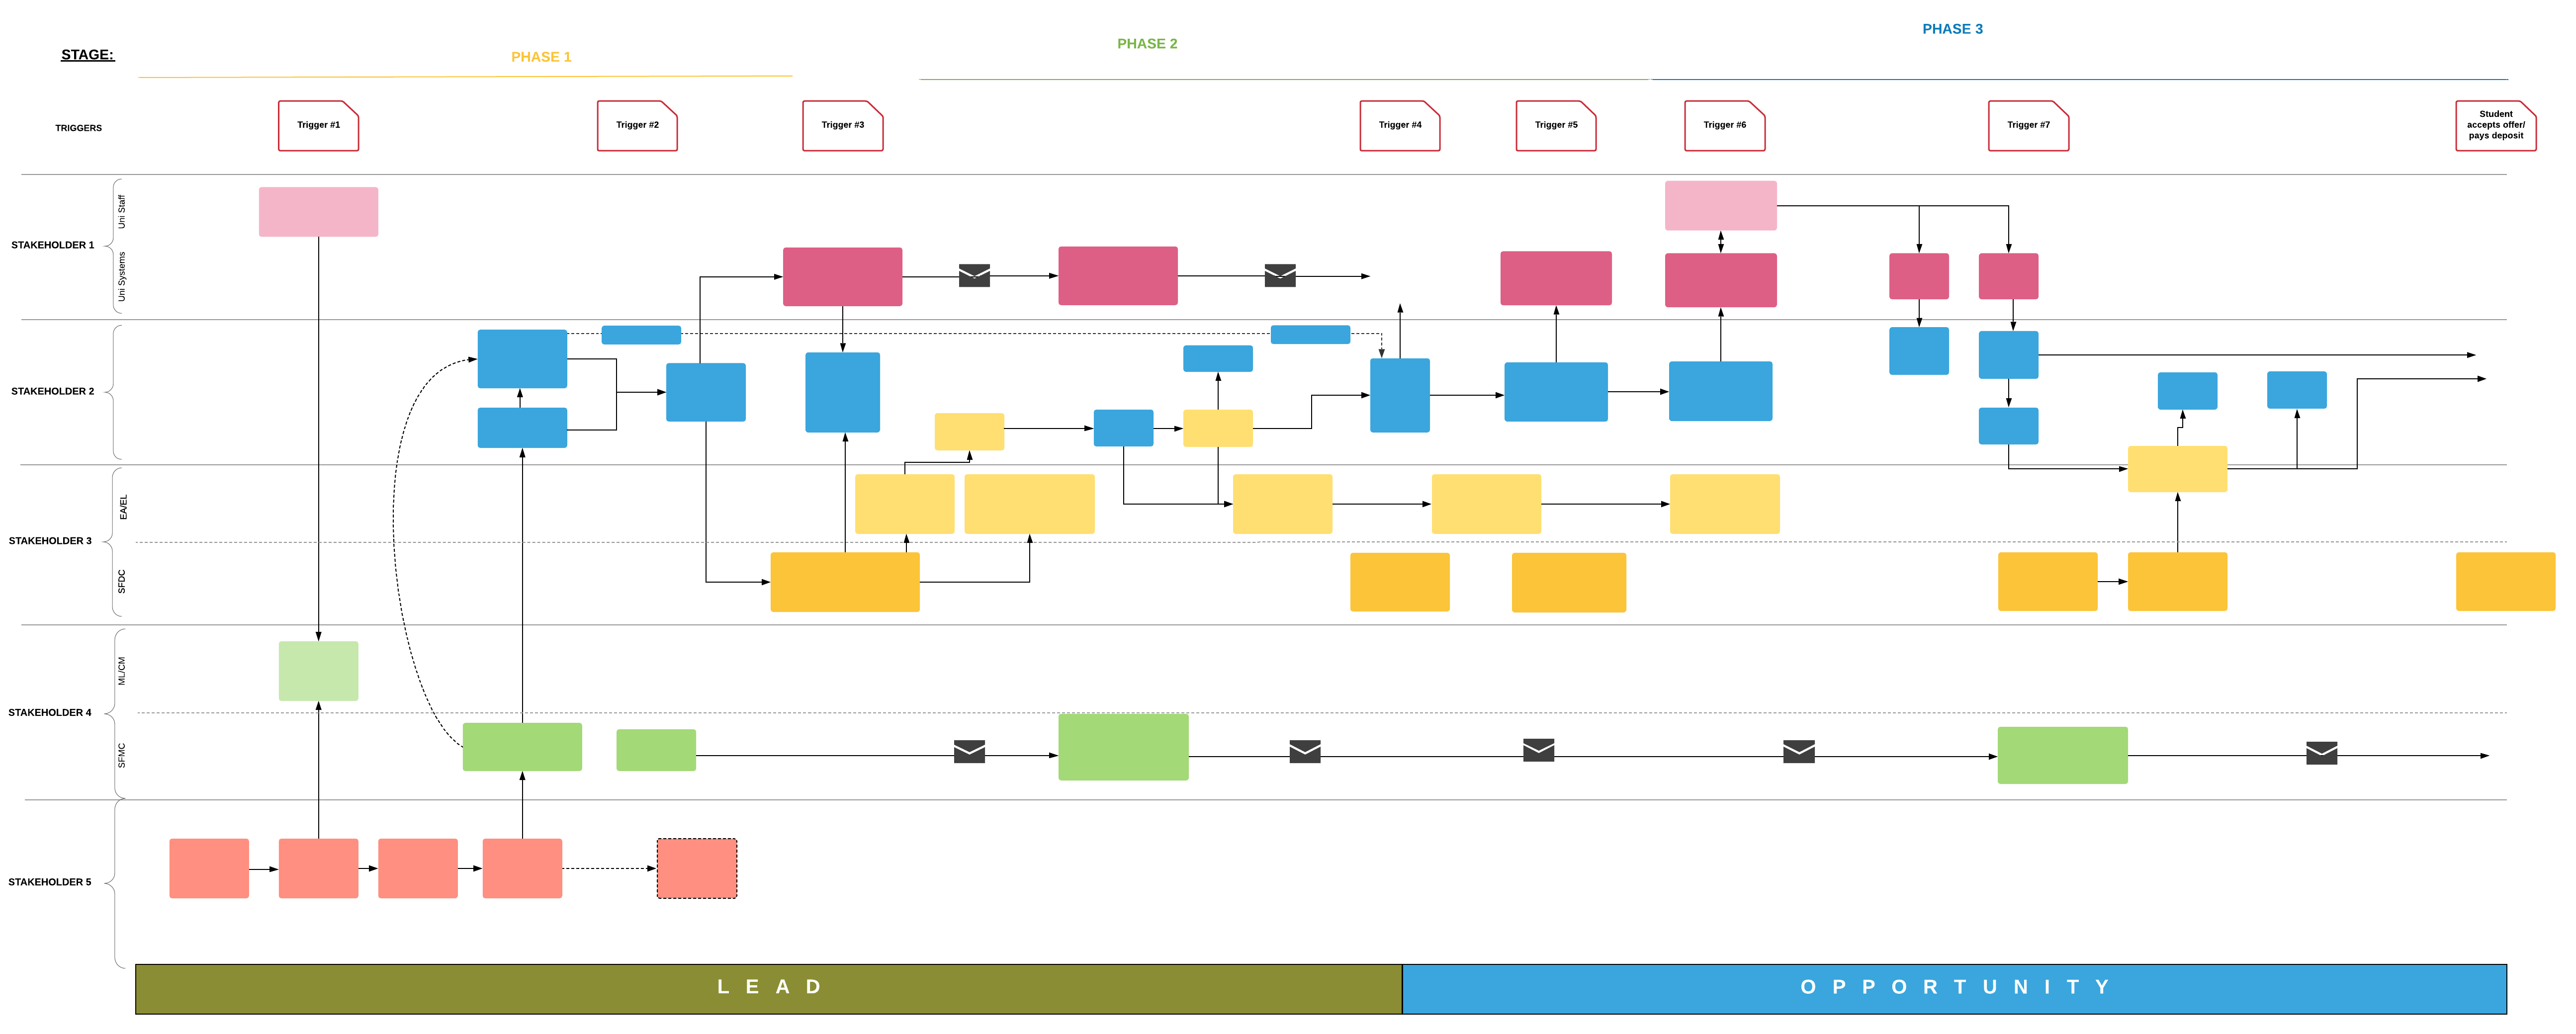 PHASE 3
PHASE 2
STAGE:
PHASE 1
TRIGGERS
Trigger #1
Trigger #2
Trigger #3
Trigger #4
Trigger #5
Trigger #6
Trigger #7
Student
accepts offer/
pays deposit
STAKEHOLDER 1
Uni Staff
Uni Systems
STAKEHOLDER 2
STAKEHOLDER 3
EA/EL
SFDC
STAKEHOLDER 4
ML/CM
SFMC
STAKEHOLDER 5
LEAD
OPPORTUNITY